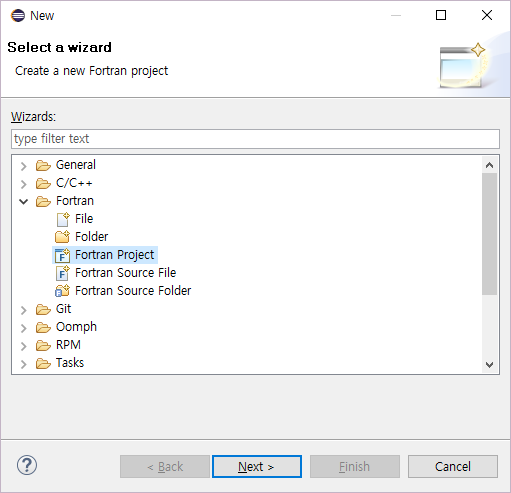 New
Select a wizard
Create a new Fortran project
Wizards:
type filter text
General
C/C++
Fortran
File
Folder
Fortran Project
Fortran Source File
Fortran Source Folder
Git
Oomph
RPM
Tasks
< Back Next > Finish Cancel